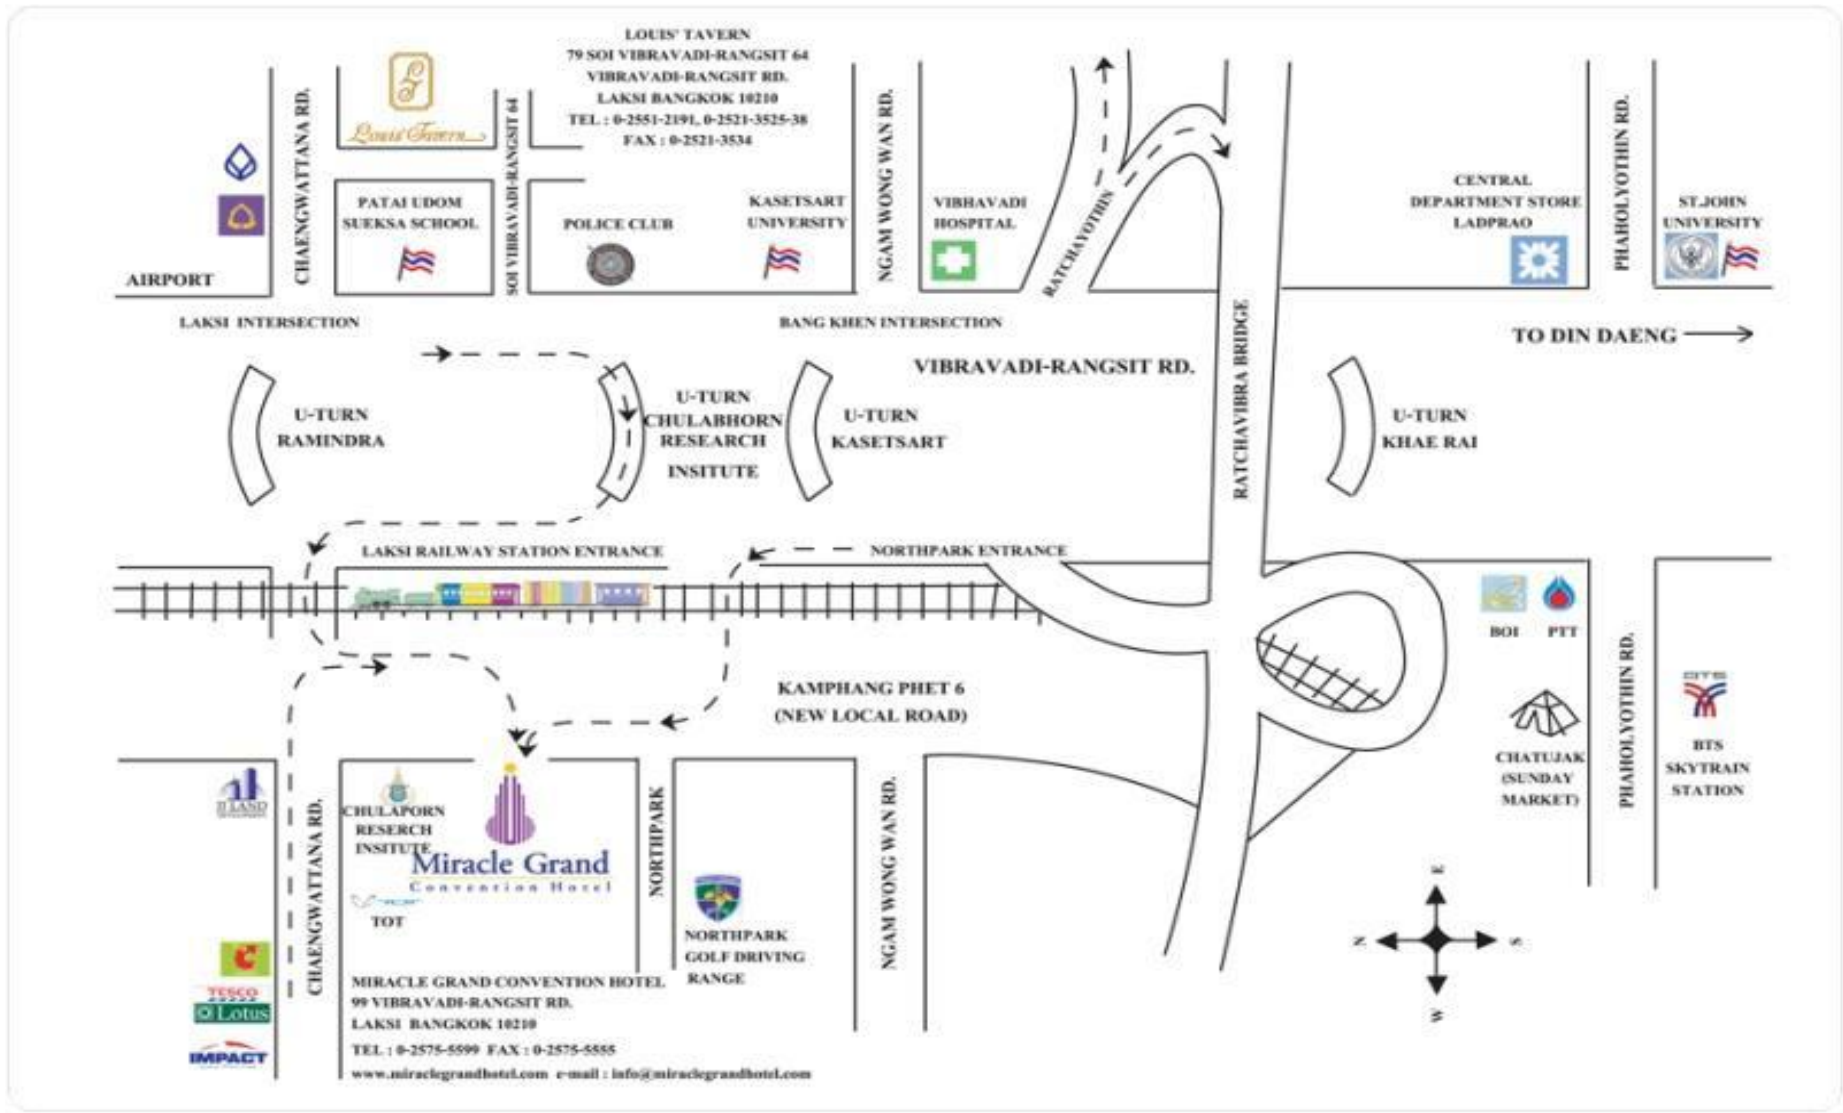 LOUIS' TAVERN
79 SOI VIBRAVADI-RANGSIT 64
VIBRAVADI-RANGSIT RD.
LAKSI BANGKOK 10210
TEL : 0-2551-2191, 0-2521-3525-38
FAX : 0-2521-3534
Louis' Tavern
CHAENGWATTANA RD.
SOI VIBRAVADI-RANGSIT 64
NGAM WONG WAN RD.
PHAHOLYOTHIN RD.
PATAI UDOM
SUEKSA SCHOOL
POLICE CLUB
KASETSART
UNIVERSITY
VIBHAVADI
HOSPITAL
RATCHAYOTHIN
CENTRAL
DEPARTMENT STORE
LADPRAO
ST.JOHN
UNIVERSITY
AIRPORT
LAKSI INTERSECTION
BANG KHEN INTERSECTION
TO DIN DAENG
VIBRAVADI-RANGSIT RD.
RATCHAVIBRA BRIDGE
U-TURN
RAMINDRA
U-TURN
CHULABHORN
RESEARCH
INSITUTE
U-TURN
KASETSART
U-TURN
KHAE RAI
LAKSI RAILWAY STATION ENTRANCE
NORTHPARK ENTRANCE
BOI
PTT
KAMPHANG PHET 6
(NEW LOCAL ROAD)
PHAHOLYOTHIN RD.
BTS
CHATUJAK
(SUNDAY
MARKET)
BTS
SKYTRAIN
STATION
LAND
CHAENGWATTANA RD.
CHULAPORN
RESERCH
INSITUTE
Miracle Grand
Convention Hotel
TOT
NORTHPARK
NORTHPARK
GOLF DRIVING
RANGE
NGAM WONG WAN RD.
E
N
S
W
TESCO
Lotus
IMPACT
MIRACLE GRAND CONVENTION HOTEL
99 VIBRAVADI-RANGSIT RD.
LAKSI BANGKOK 10210
TEL : 0-2575-5599 FAX : 0-2575-5555
www.miraclegrandhotel.com e-mail : info@miraclegrandhotel.com